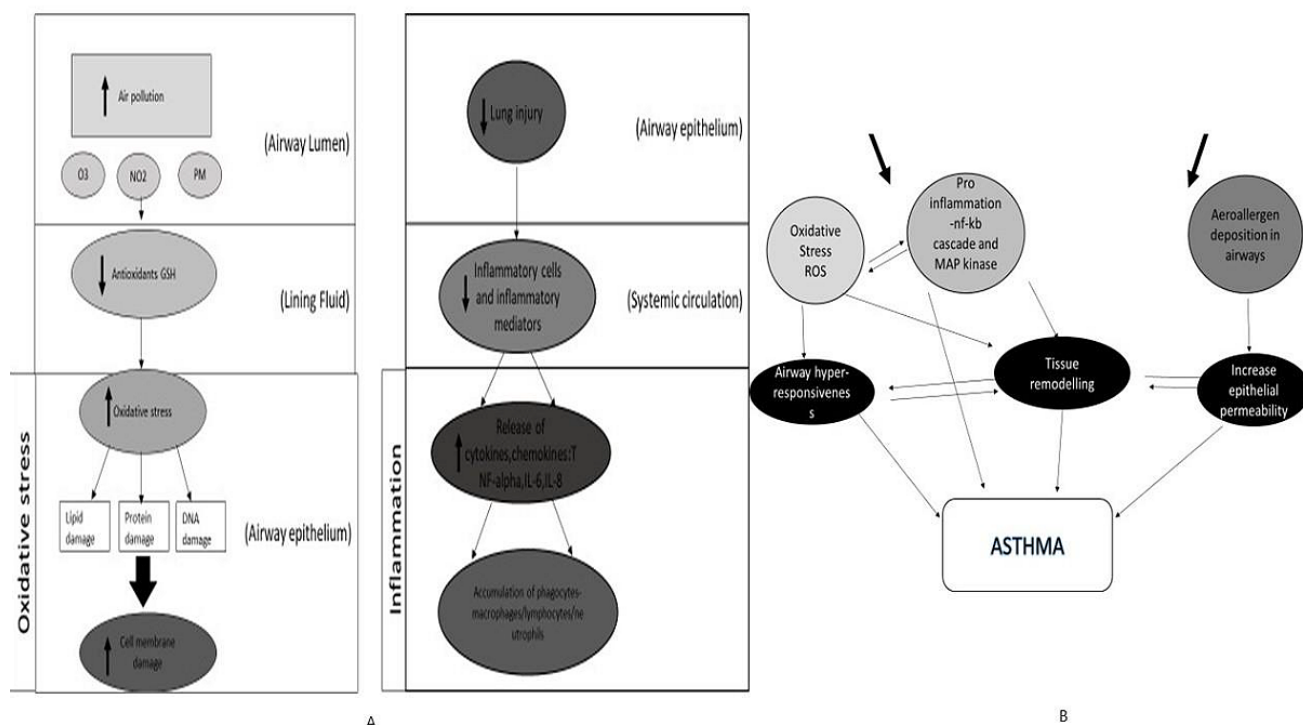 Air pollution
(Airway Lumen)
O3
NO2
PM
Antioxidants GSH
(Lining Fluid)
Oxidative stress
Oxidative stress
Lipid
damage
Protein
damage
DNA
damage
(Airway epithelium)
Cell membrane
damage
Lung injury
(Airway epithelium)
Inflammatory cells
and inflammatory
mediators
(Systemic circulation)
Inflammation
Release of
cytokines,chemokines:T
NF-alpha,IL-6,IL-8
Accumulation of phagocytes-
macrophages/lymphocytes/ne
utrophils
A
Oxidative
Stress
ROS
Pro
inflammation
-nf-kb
cascade and
MAP kinase
Aeroallergen
deposition in
airways
Airway hyper-
responsivenes
s
Tissue
remodelling
Increase
epithelial
permeability
ASTHMA
B